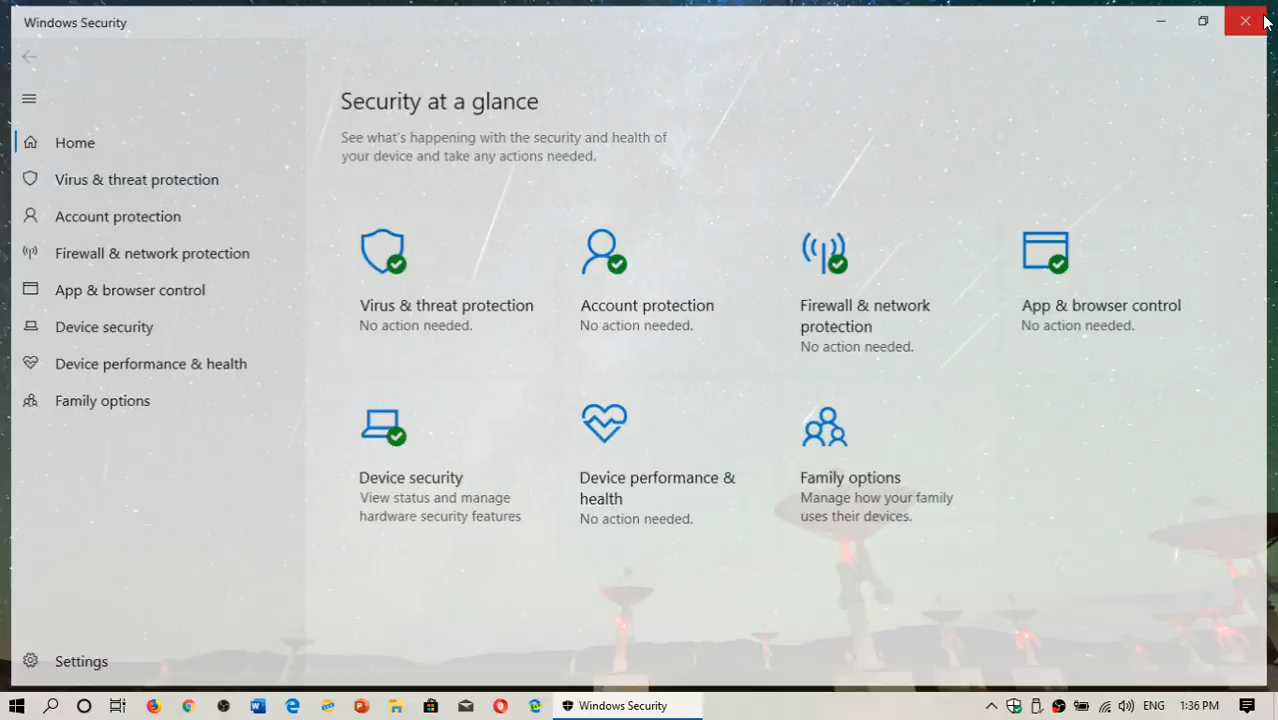 Windows Security
Home
Virus & threat protection
Account protection
Firewall & network protection
App & browser control
Device security
Device performance & health
Family options
Settings
Security at a glance
See what's happening with the security and health of
your device and take any actions needed.
Virus & threat protection
No action needed.
Account protection
No action needed.
Firewall & network
protection
No action needed.
App & browser control
No action needed.
Device security
View status and manage
hardware security features
Device performance &
health
No action needed.
Family options
Manage how your family
uses their devices.
Windows Security
ENG
1:36 PM